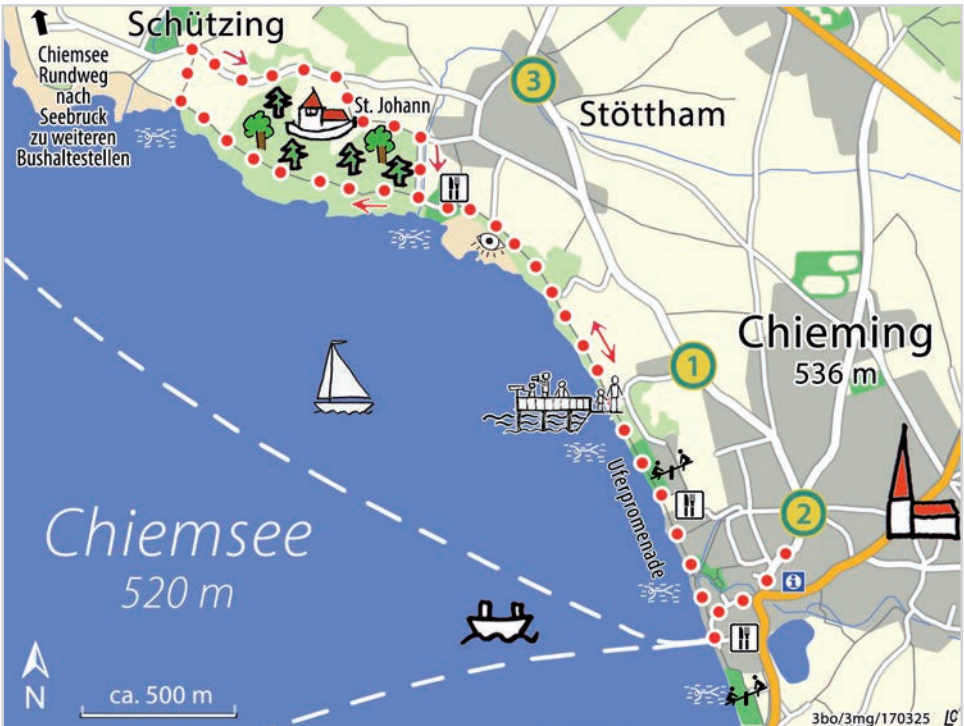 Schützing
Chiemsee
Rundweg
nach
Seebruck
zu weiteren
Bushaltestellen
St. Johann
3
Stöttham
Chieming
536 m
1
2
Uferpromenade
i
Chiemsee
520 m
N
ca. 500 m
3bo/3mg/170325